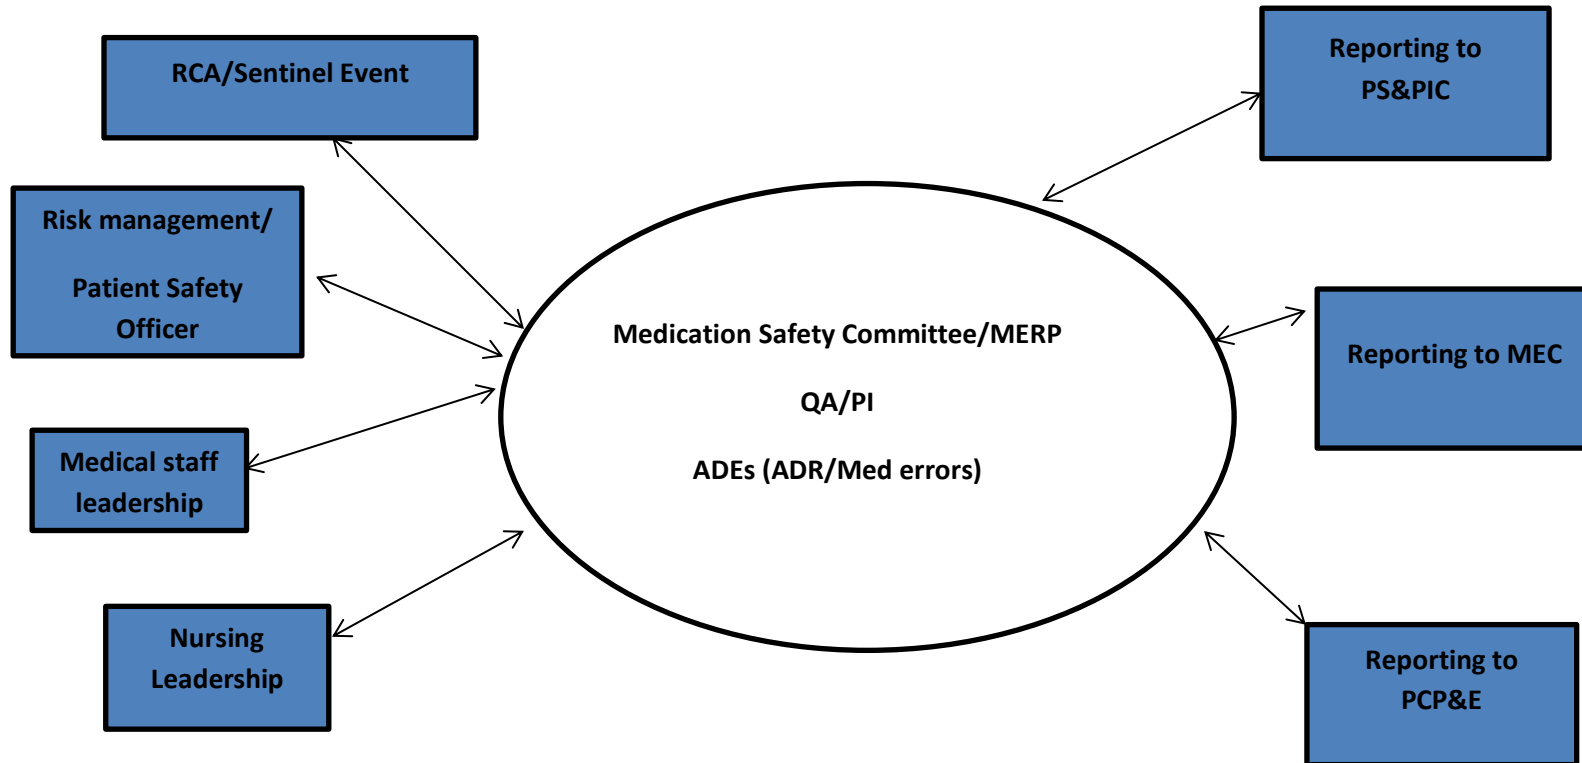 RCA/Sentinel Event
Risk management/
Patient Safety
Officer
Medical staff
leadership
Nursing
Leadership
Medication Safety Committee/MERP
QA/PI
ADEs (ADR/Med errors)
Reporting to
PS&PIC
Reporting to MEC
Reporting to
PCP&E